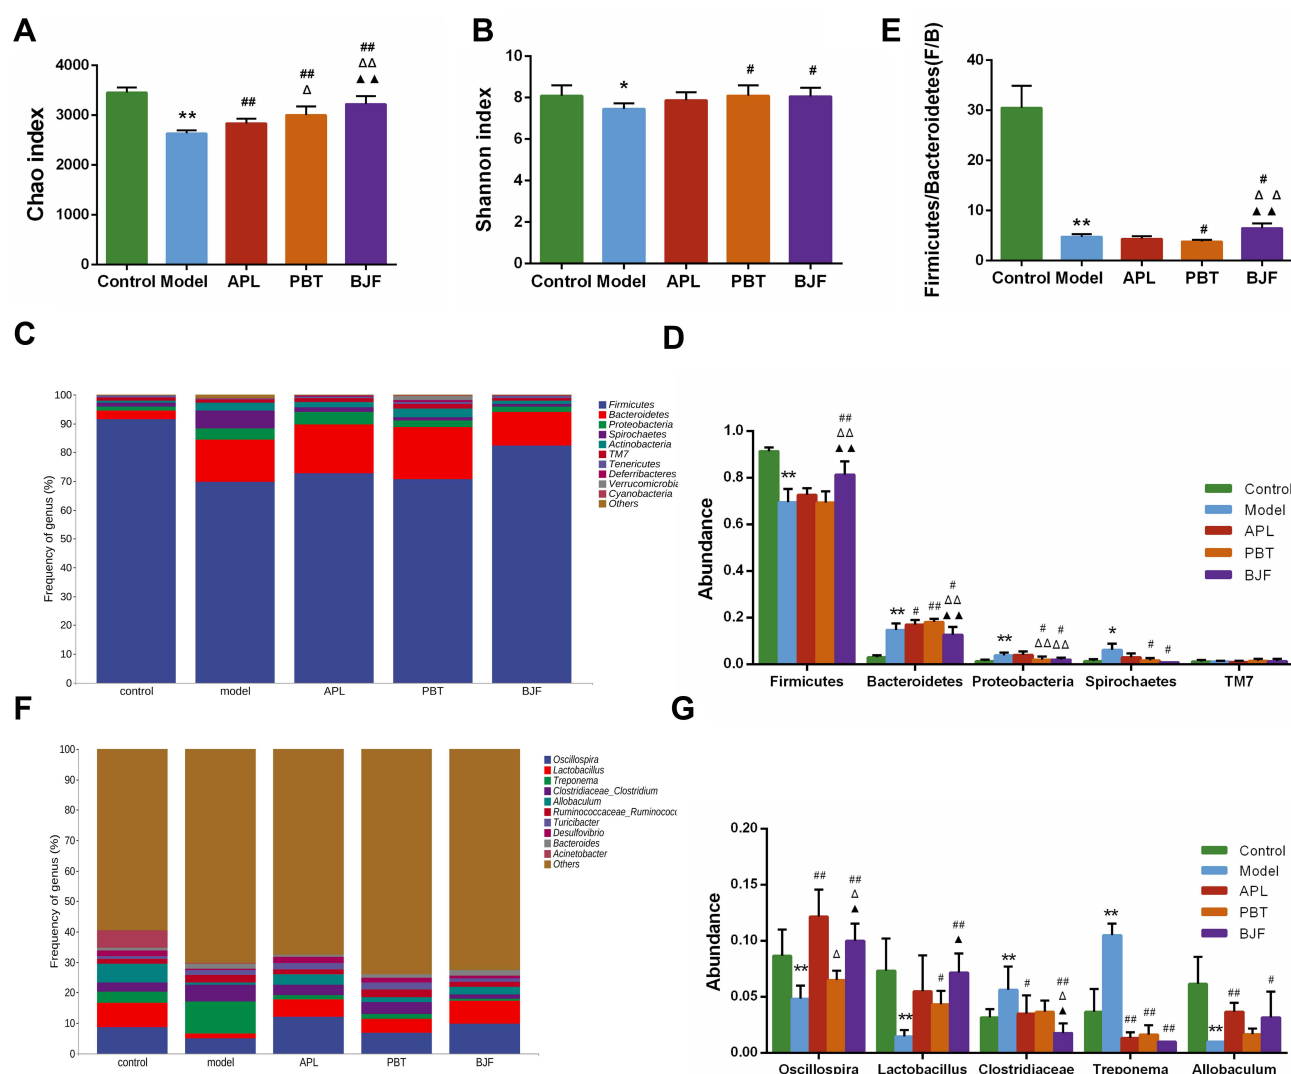 A
Chao index
4000
3000
2000
1000
0
**
##
##
Δ
##
ΔΔ
▲▲
Control Model APL PBT BJF
B
Shannon index
10
8
6
4
2
0
*
#
#
Control Model APL PBT BJF
E
Firmicutes/Bacteroidetes(F/B)
40
30
20
10
0
**
#
#
Δ Δ
▲ ▲
Control Model APL PBT BJF
C
Frequency of genus (%)
100
90
80
70
60
50
40
30
20
10
0
control model APL PBT BJF
Firmicutes
Bacteroidetes
Proteobacteria
Spirochaetes
Actinobacteria
TM7
Tenericutes
Deferribacteres
Verrucomicrobia
Cyanobacteria
Others
D
Abundance
1.0
0.8
0.6
0.4
0.2
0.0
**
##
ΔΔ
▲▲
**
#
##
#
ΔΔ
▲▲
**
#
ΔΔ
#
ΔΔ
*
#
#
Firmicutes Bacteroidetes Proteobacteria Spirochaetes TM7
Control
Model
APL
PBT
BJF
F
Frequency of genus (%)
100
90
80
70
60
50
40
30
20
10
0
control model APL PBT BJF
Oscillospira
Lactobacillus
Treponema
Clostridiaceae_Clostridium
Allobaculum
Ruminococcaceae_Ruminococc
Turicibacter
Desulfovibrio
Bacteroides
Acinetobacter
Others
G
Abundance
0.20
0.15
0.10
0.05
0.00
**
##
Δ
##
Δ
▲
**
#
##
▲
**
#
##
Δ
▲
**
##
##
##
**
##
#
Oscillospira Lactobacillus Clostridiaceae Treponema Allobaculum
Control
Model
APL
PBT
BJF